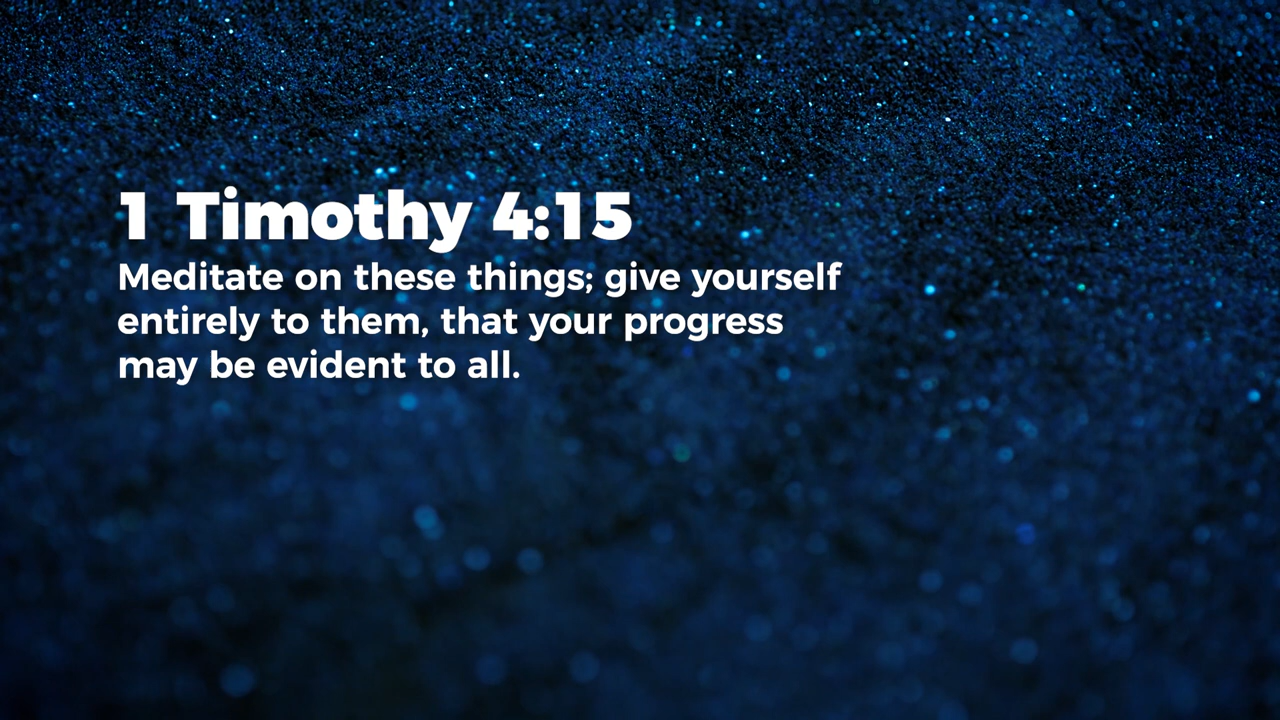 1 Timothy 4:15
Meditate on these things; give yourself
entirely to them, that your progress
may be evident to all.